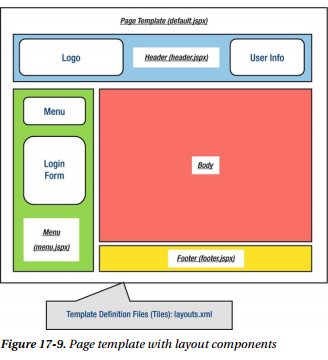 Page Template (default.jspx)
Logo
Header (header.jspx)
User Info
Menu
Login
Form
Menu
(menu.jspx)
Body
Footer (footer.jspx)
Template Definition Files (Tiles): layouts.xml
Figure 17-9. Page template with layout components